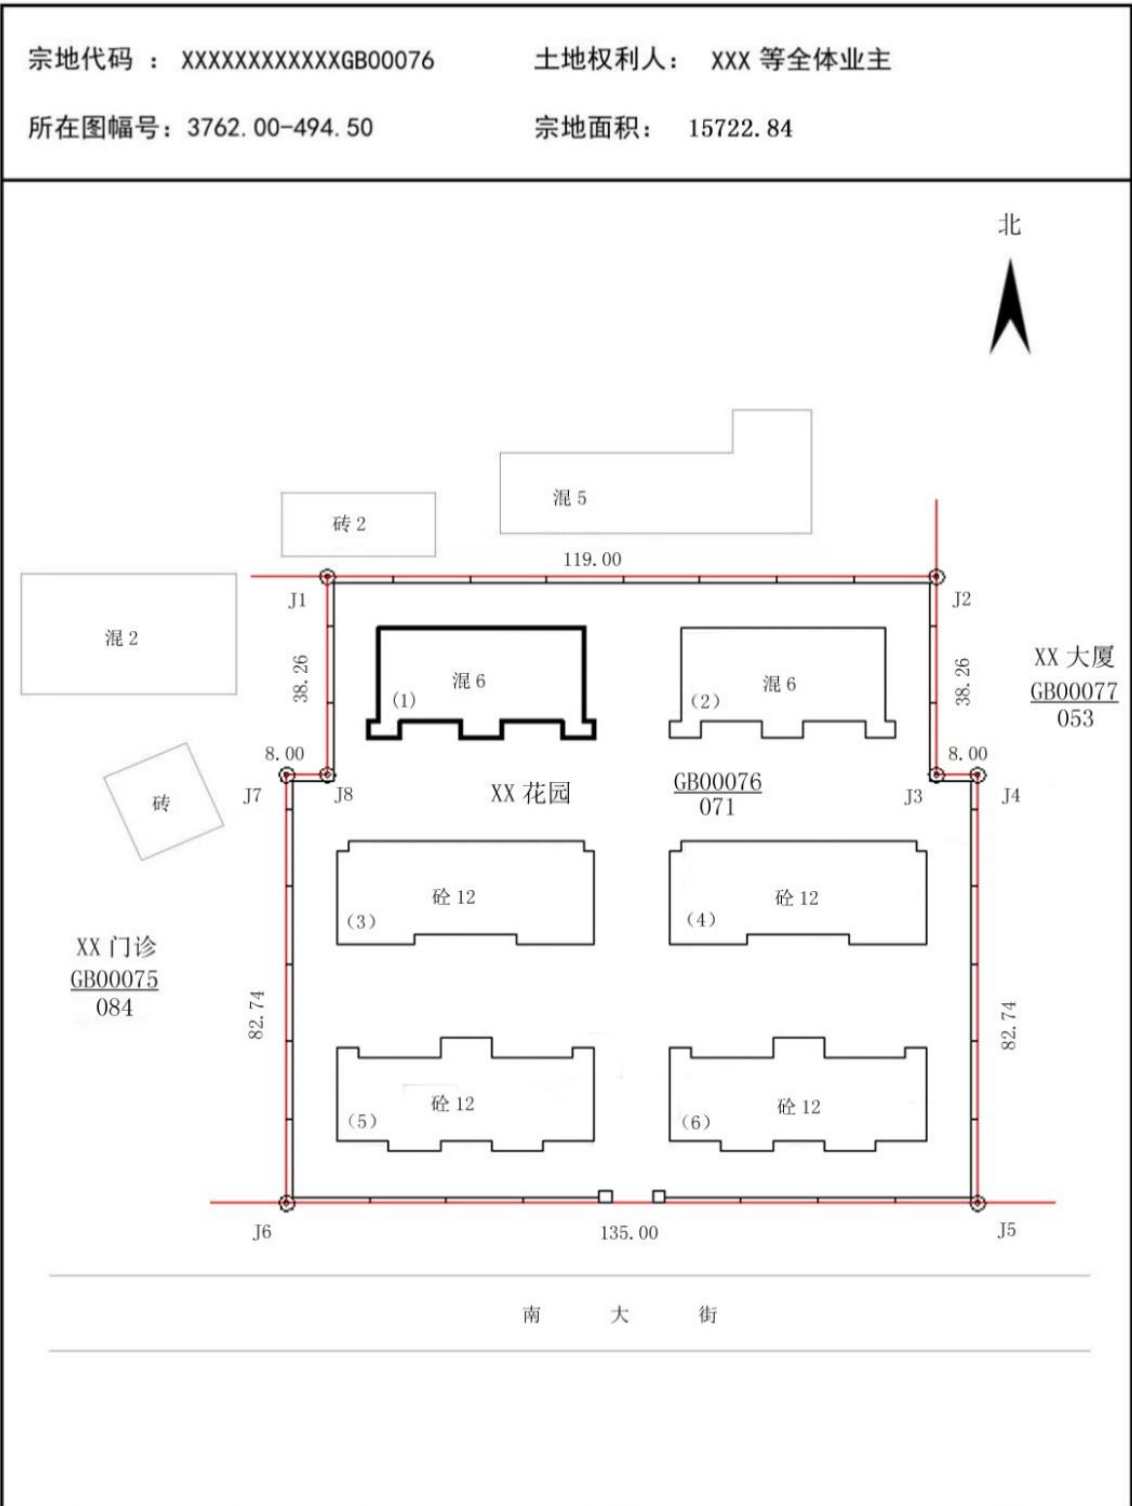 宗地代码 ： XXXXXXXXXXXXGB00076
土地权利人： XXX 等全体业主
所在图幅号：3762.00-494.50
宗地面积： 15722.84
北
混 5
砖 2
119.00
J1
J2
混 2
38.26
混 6
(1)
混 6
(2)
38.26
XX 大厦
GB00077
053
8.00
8.00
砖
J7
J8
XX 花园
GB00076
071
J3
J4
砼 12
(3)
砼 12
(4)
XX 门诊
GB00075
084
82.74
82.74
砼 12
(5)
砼 12
(6)
J6
135.00
J5
南 大 街